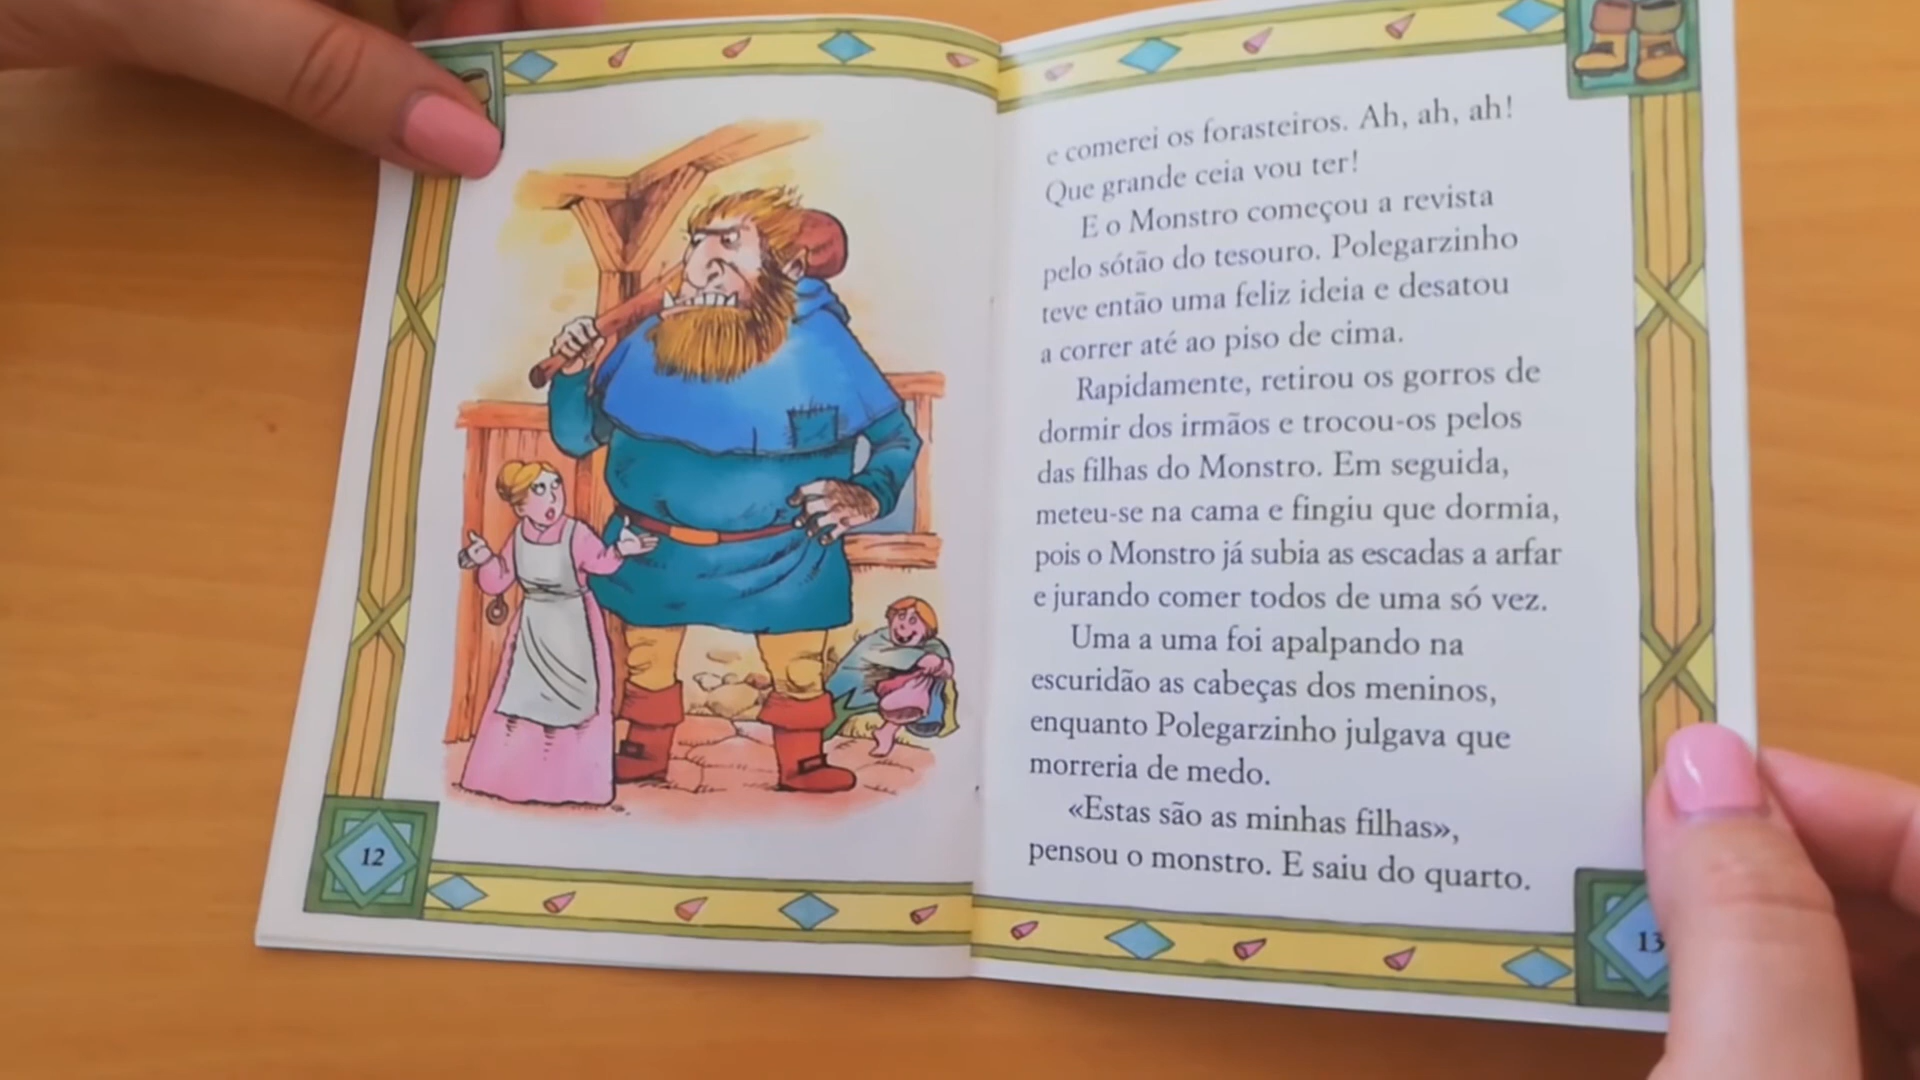 12
e comerei os forasteiros. Ah, ah, ah!
Que grande ceia vou ter!
E o Monstro começou a revista
pelo sótão do tesouro. Polegarzinho
teve então uma feliz ideia e desatou
a correr até ao piso de cima.
Rapidamente, retirou os gorros de
dormir dos irmãos e trocou-os pelos
das filhas do Monstro. Em seguida,
meteu-se na cama e fingiu que dormia,
pois o Monstro já subia as escadas a arfar
e jurando comer todos de uma só vez.
Uma a uma foi apalpando na
escuridão as cabeças dos meninos,
enquanto Polegarzinho julgava que
morreria de medo.
«Estas são as minhas filhas»,
pensou o monstro. E saiu do quarto.
13